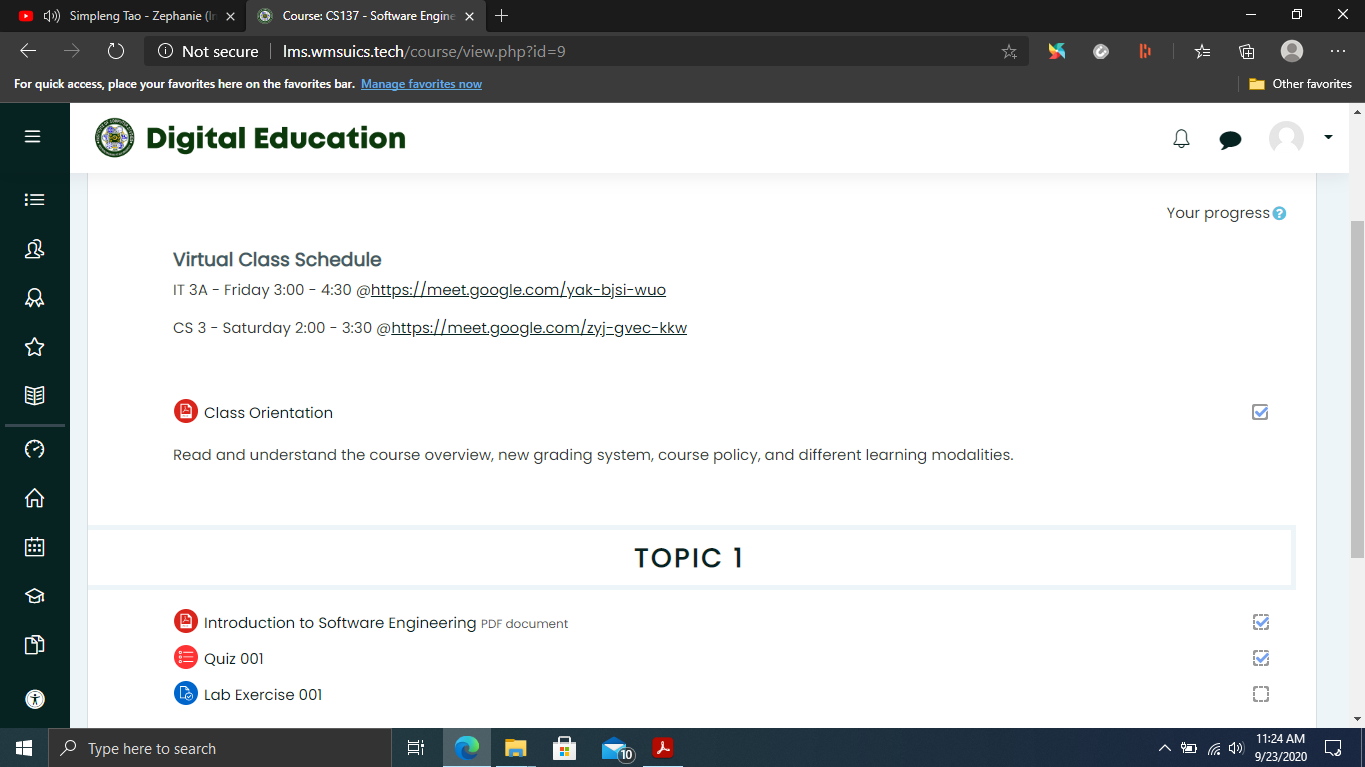 Simpleng Tao - Zephanie (In
Course: CS137 - Software Engine
Not secure
lms.wmsuics.tech/course/view.php?id=9
For quick access, place your favorites here on the favorites bar. Manage favorites now
Other favorites
Digital Education
Your progress
Virtual Class Schedule
IT 3A - Friday 3:00 - 4:30 @https://meet.google.com/yak-bjsi-wuo
CS 3 - Saturday 2:00 - 3:30 @https://meet.google.com/zyj-gvec-kkw
Class Orientation
Read and understand the course overview, new grading system, course policy, and different learning modalities.
TOPIC 1
Introduction to Software Engineering PDF document
Quiz 001
Lab Exercise 001
Type here to search
10
11:24 AM
9/23/2020